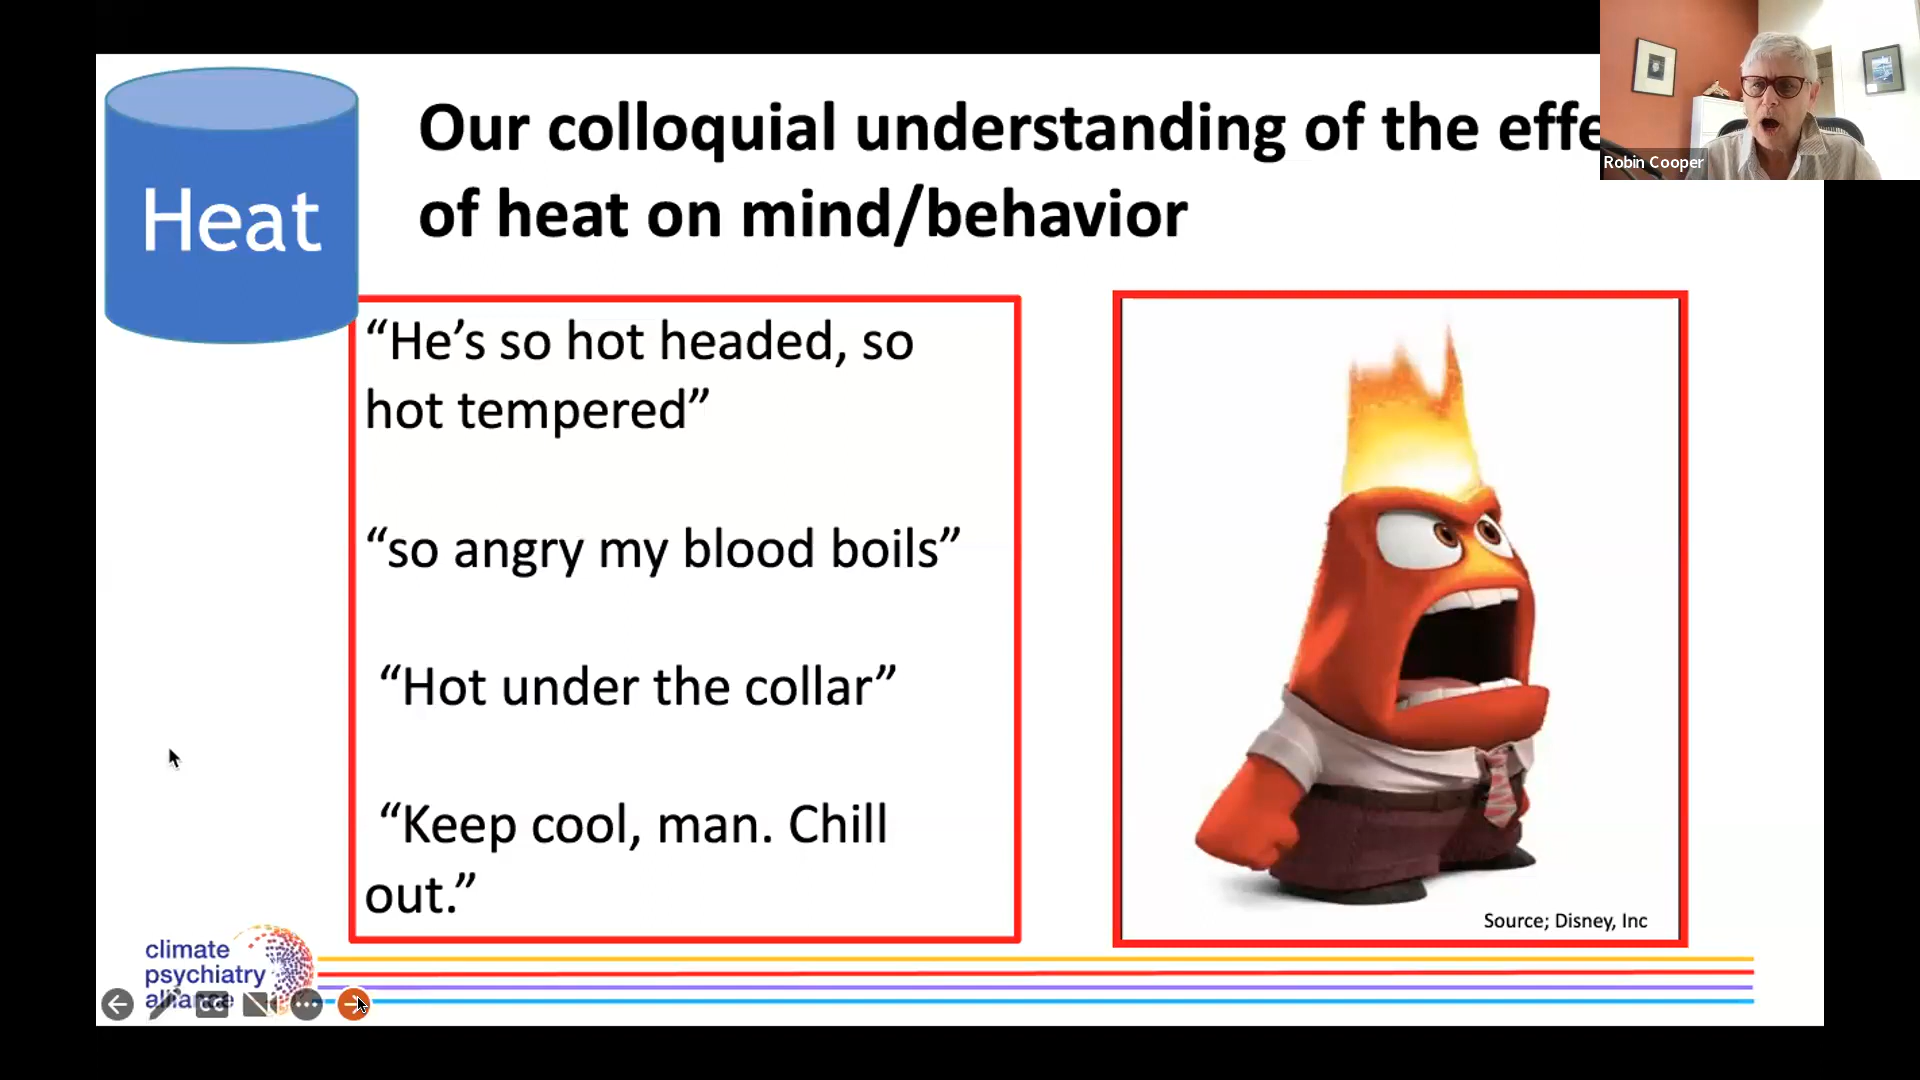 Heat
Our colloquial understanding of the effe
of heat on mind/behavior
Robin Cooper
“He’s so hot headed, so
hot tempered”
“so angry my blood boils”
“Hot under the collar”
“Keep cool, man. Chill
out.”
Source; Disney, Inc
climate
psychiatry
alliance
CC